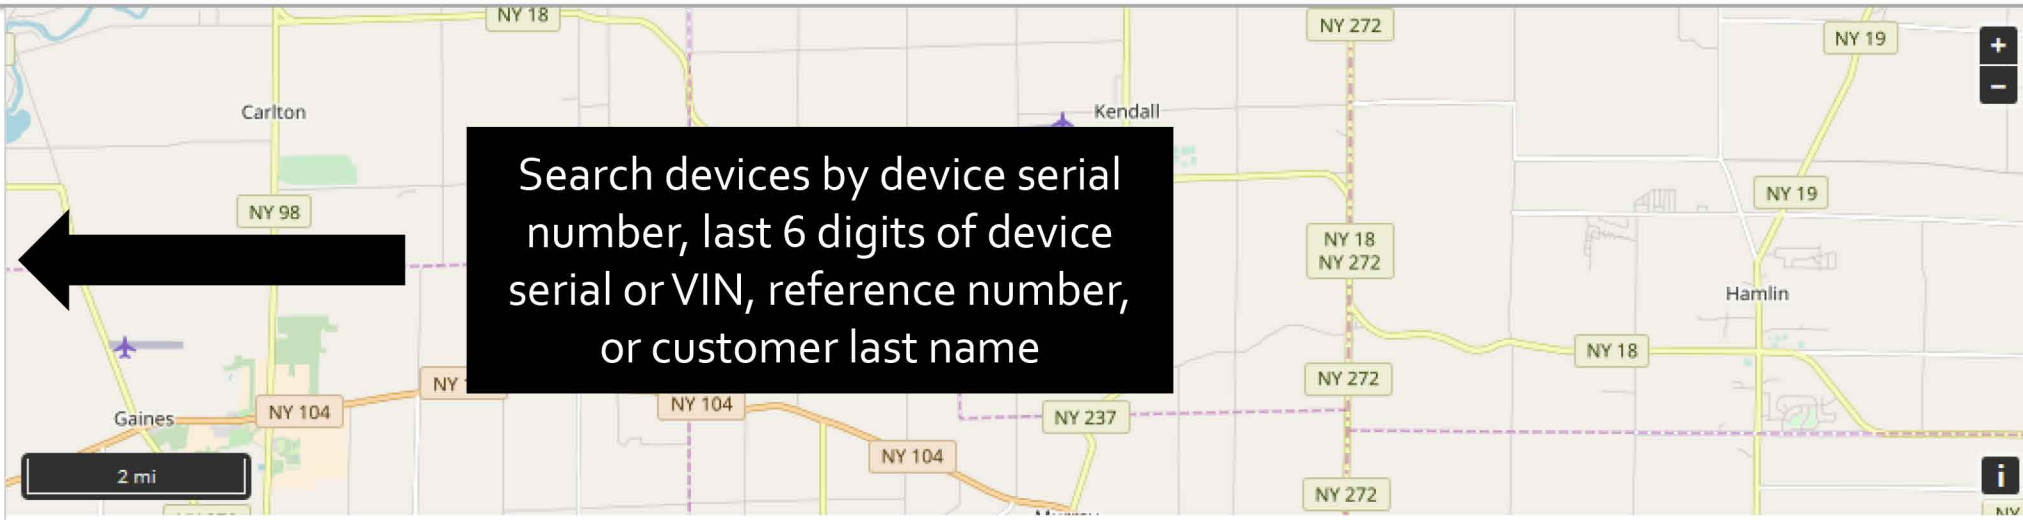 NY 18
NY 272
NY 19
+
Carlton
Kendall
−
Search devices by device serial
number, last 6 digits of device
serial or VIN, reference number,
or customer last name
NY 98
NY 19
NY 18
NY 272
Hamlin
NY 18
NY 272
NY
NY 104
Gaines
NY 104
NY 237
NY 104
2 mi
i
NY 272
NY